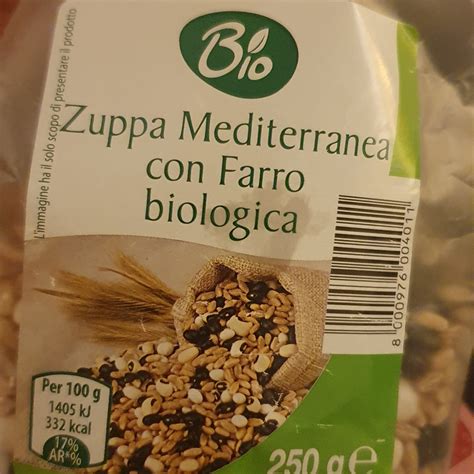 Bio
Zuppa Mediterranea
con Farro
biologica
L'immagine ha il solo scopo di presentare il prodotto
8 000976 004011
Per 100 g
1405 kJ
332 kcal
17%
AR*%
250 g e